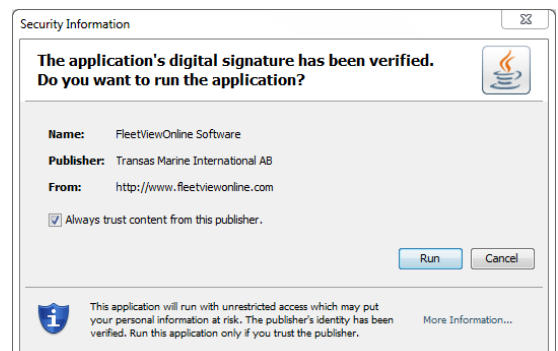 Security Information
The application's digital signature has been verified.
Do you want to run the application?
Name: FleetViewOnline Software
Publisher: Transas Marine International AB
From: http://www.fleetviewonline.com
Always trust content from this publisher.
Run Cancel
This application will run with unrestricted access which may put
your personal information at risk. The publisher's identity has been
verified. Run this application only if you trust the publisher.
More Information...